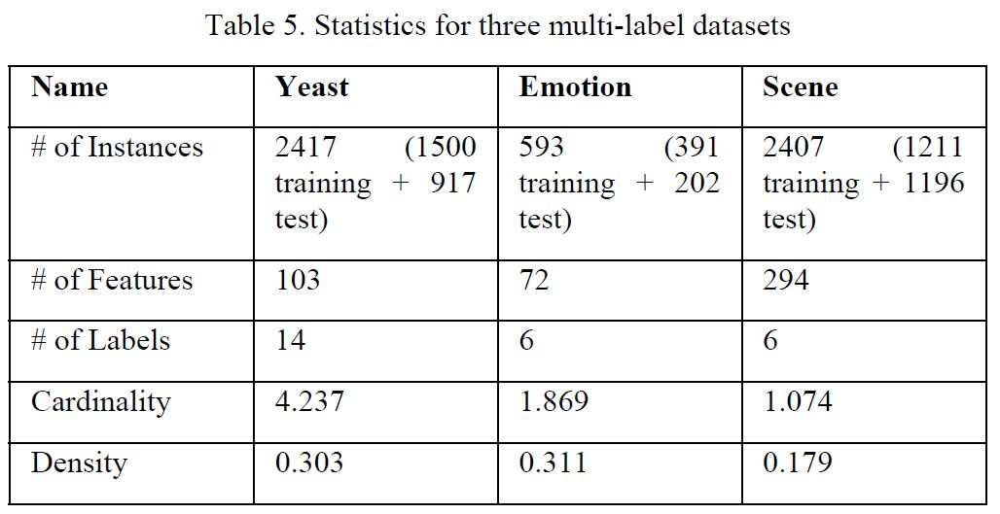 Table 5. Statistics for three multi-label datasets
Name Yeast Emotion Scene
# of Instances 2417 (1500 593 (391 2407 (1211
training + 917 training + 202 training + 1196
test) test) test)
# of Features 103 72 294
# of Labels 14 6 6
Cardinality 4.237 1.869 1.074
Density 0.303 0.311 0.179